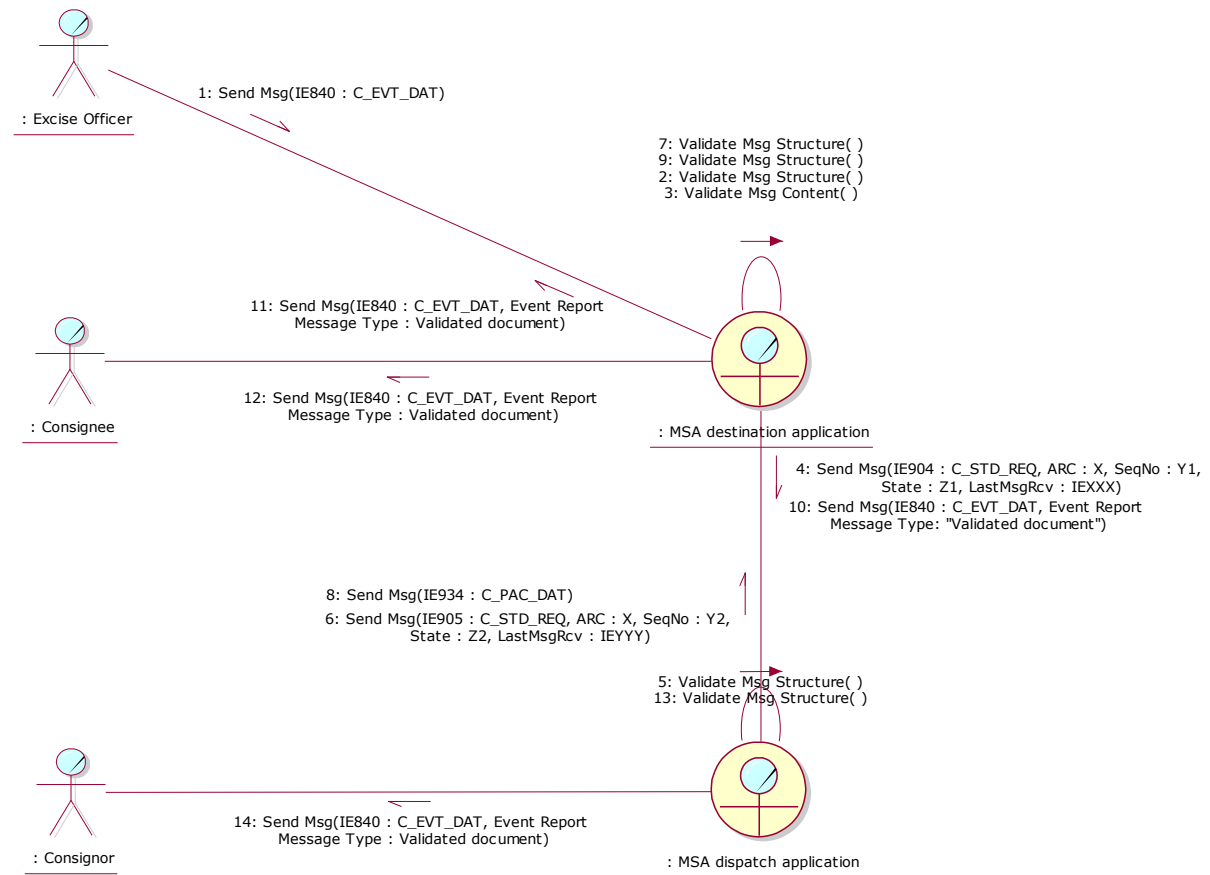 1: Send Msg(IE840 : C_EVT_DAT)
: Excise Officer
7: Validate Msg Structure( )
9: Validate Msg Structure( )
2: Validate Msg Structure( )
3: Validate Msg Content( )
11: Send Msg(IE840 : C_EVT_DAT, Event Report
Message Type : Validated document)
12: Send Msg(IE840 : C_EVT_DAT, Event Report
Message Type : Validated document)
: Consignee
: MSA destination application
4: Send Msg(IE904 : C_STD_REQ, ARC : X, SeqNo : Y1,
State : Z1, LastMsgRcv : IEXXX)
10: Send Msg(IE840 : C_EVT_DAT, Event Report
Message Type: "Validated document")
8: Send Msg(IE934 : C_PAC_DAT)
6: Send Msg(IE905 : C_STD_REQ, ARC : X, SeqNo : Y2,
State : Z2, LastMsgRcv : IEYYY)
5: Validate Msg Structure( )
13: Validate Msg Structure( )
14: Send Msg(IE840 : C_EVT_DAT, Event Report
Message Type : Validated document)
: Consignor
: MSA dispatch application